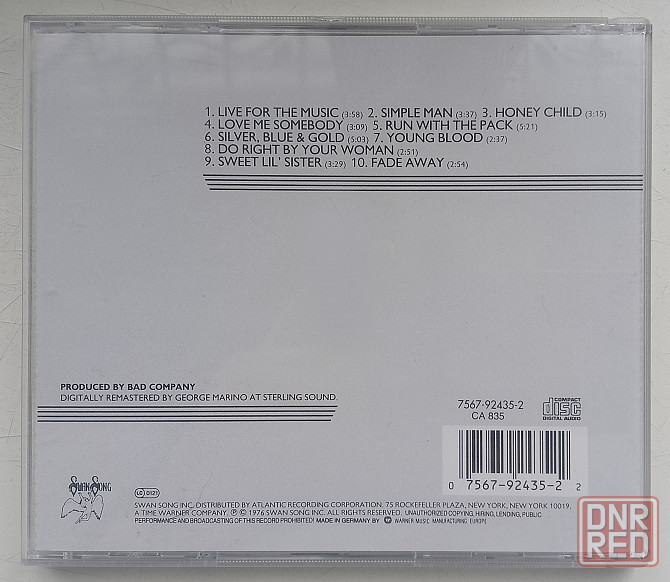 1. LIVE FOR THE MUSIC (3:58) 2. SIMPLE MAN (3:37) 3. HONEY CHILD (3:15)
4. LOVE ME SOMEBODY (3:09) 5. RUN WITH THE PACK (5:21)
6. SILVER, BLUE & GOLD (5:03) 7. YOUNG BLOOD (2:37)
8. DO RIGHT BY YOUR WOMAN (2:51)
9. SWEET LIL' SISTER (3:29) 10. FADE AWAY (2:54)
PRODUCED BY BAD COMPANY
DIGITALLY REMASTERED BY GEORGE MARINO AT STERLING SOUND.
7567-92435-2
CA 835
COMPACT
disc
DIGITAL AUDIO
0 7567-92435-2 2
SWAN SONG
LC 0121
SWAN SONG INC. DISTRIBUTED BY ATLANTIC RECORDING CORPORATION. 75 ROCKEFELLER PLAZA, NEW YORK, NEW YORK 10019.
A TIME WARNER COMPANY. ℗ © 1976 SWAN SONG INC. ALL RIGHTS RESERVED. UNAUTHORIZED COPYING, HIRING, LENDING, PUBLIC
PERFORMANCE AND BROADCASTING OF THIS RECORD PROHIBITED! MADE IN GERMANY BY WARNER MUSIC MANUFACTURING EUROPE
DNR
RED